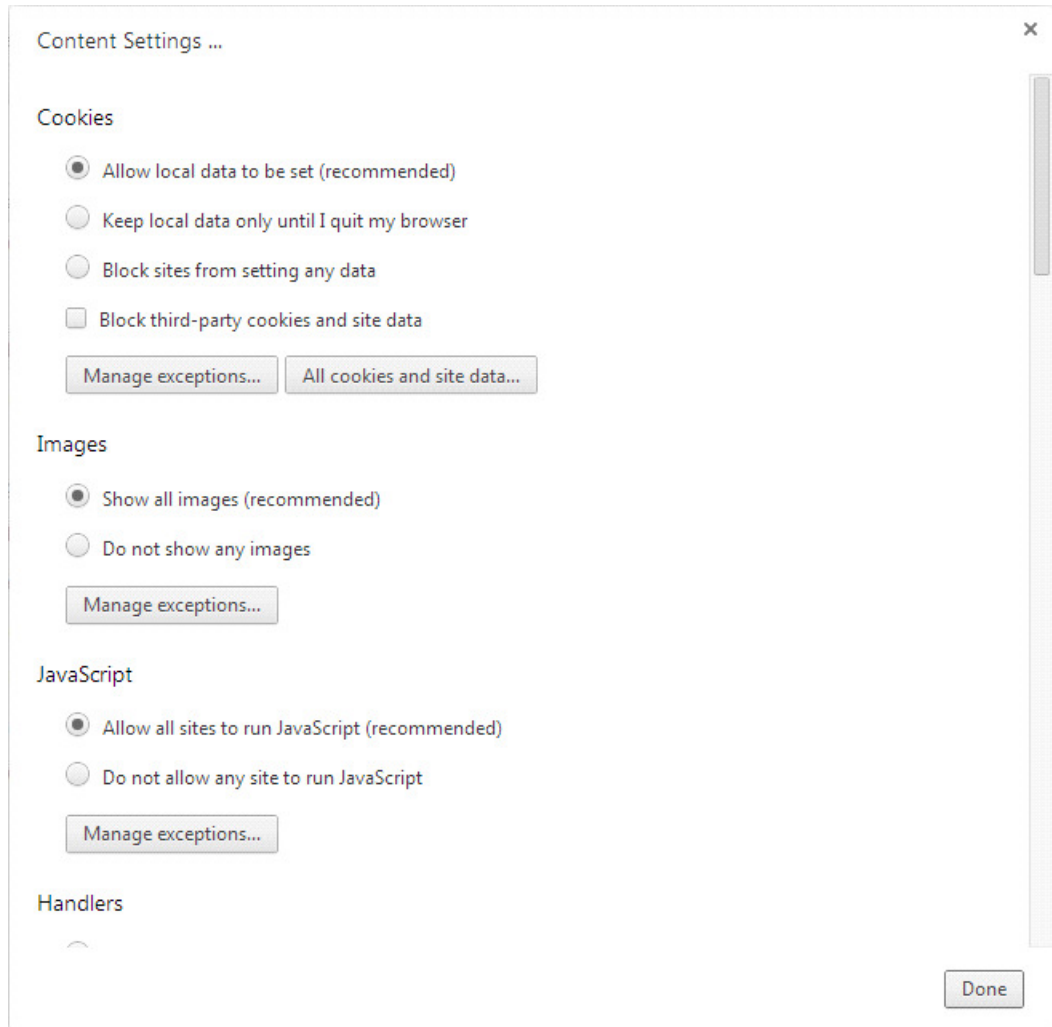 Content Settings ...
Cookies
Allow local data to be set (recommended)
Keep local data only until I quit my browser
Block sites from setting any data
Block third-party cookies and site data
Manage exceptions... All cookies and site data...
Images
Show all images (recommended)
Do not show any images
Manage exceptions...
JavaScript
Allow all sites to run JavaScript (recommended)
Do not allow any site to run JavaScript
Manage exceptions...
Handlers
Done